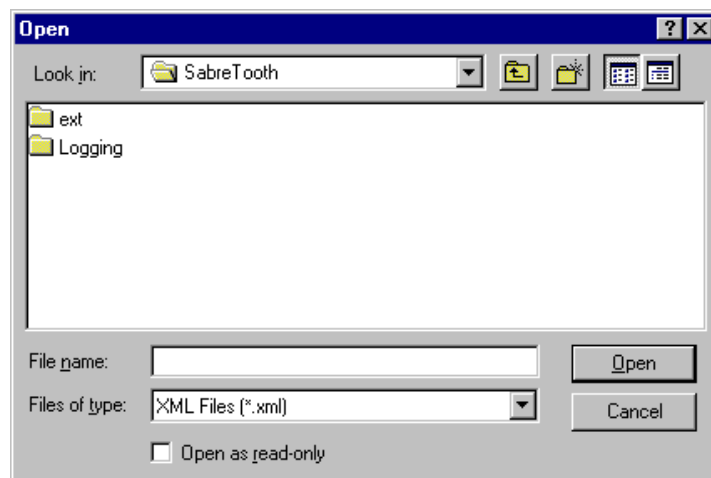 Open
Look in: SabreTooth
ext
Logging
File name: Open
Files of type: XML Files (*.xml) Cancel
Open as read-only